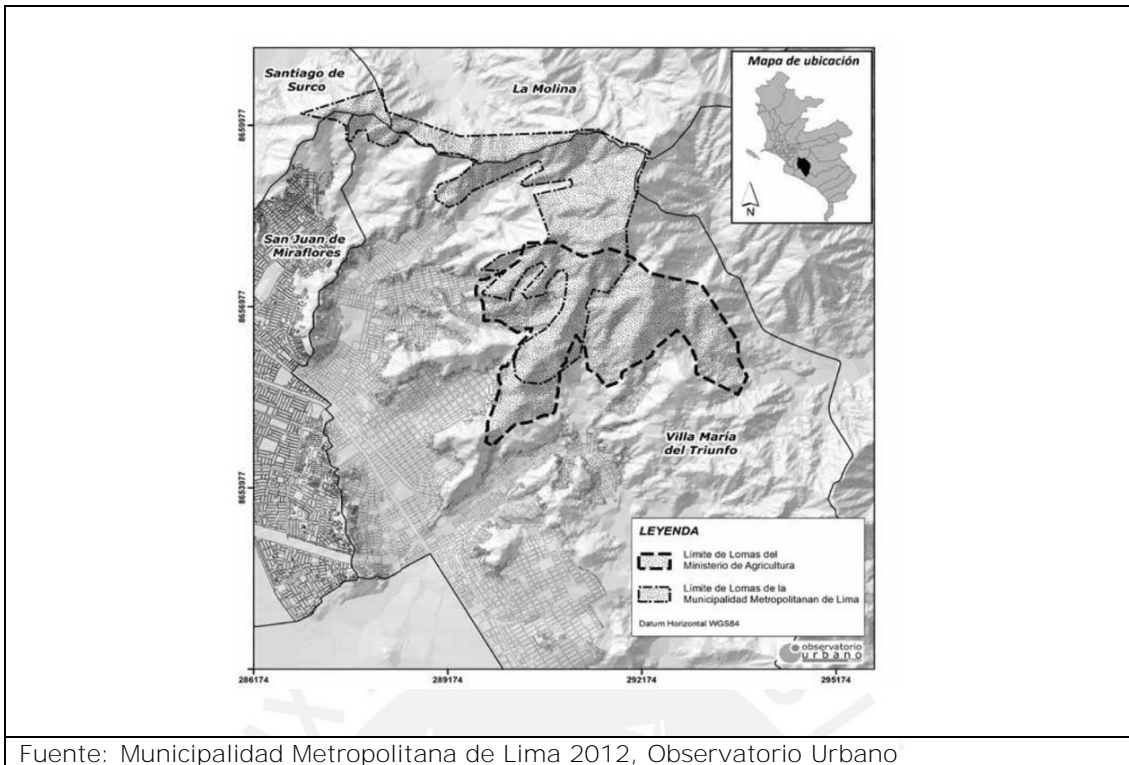 Mapa de ubicación
N
Santiago de
Surco
La Molina
San Juan de
Miraflores
Villa María
del Triunfo
8659977
8656977
8653977
LEYENDA
Límite de Lomas del
Ministerio de Agricultura
Límite de Lomas de la
Municipalidad Metropolitanan de Lima
Datum Horizontal WGS84
observatorio
urbano
286174
289174
292174
295174
Fuente: Municipalidad Metropolitana de Lima 2012, Observatorio Urbano